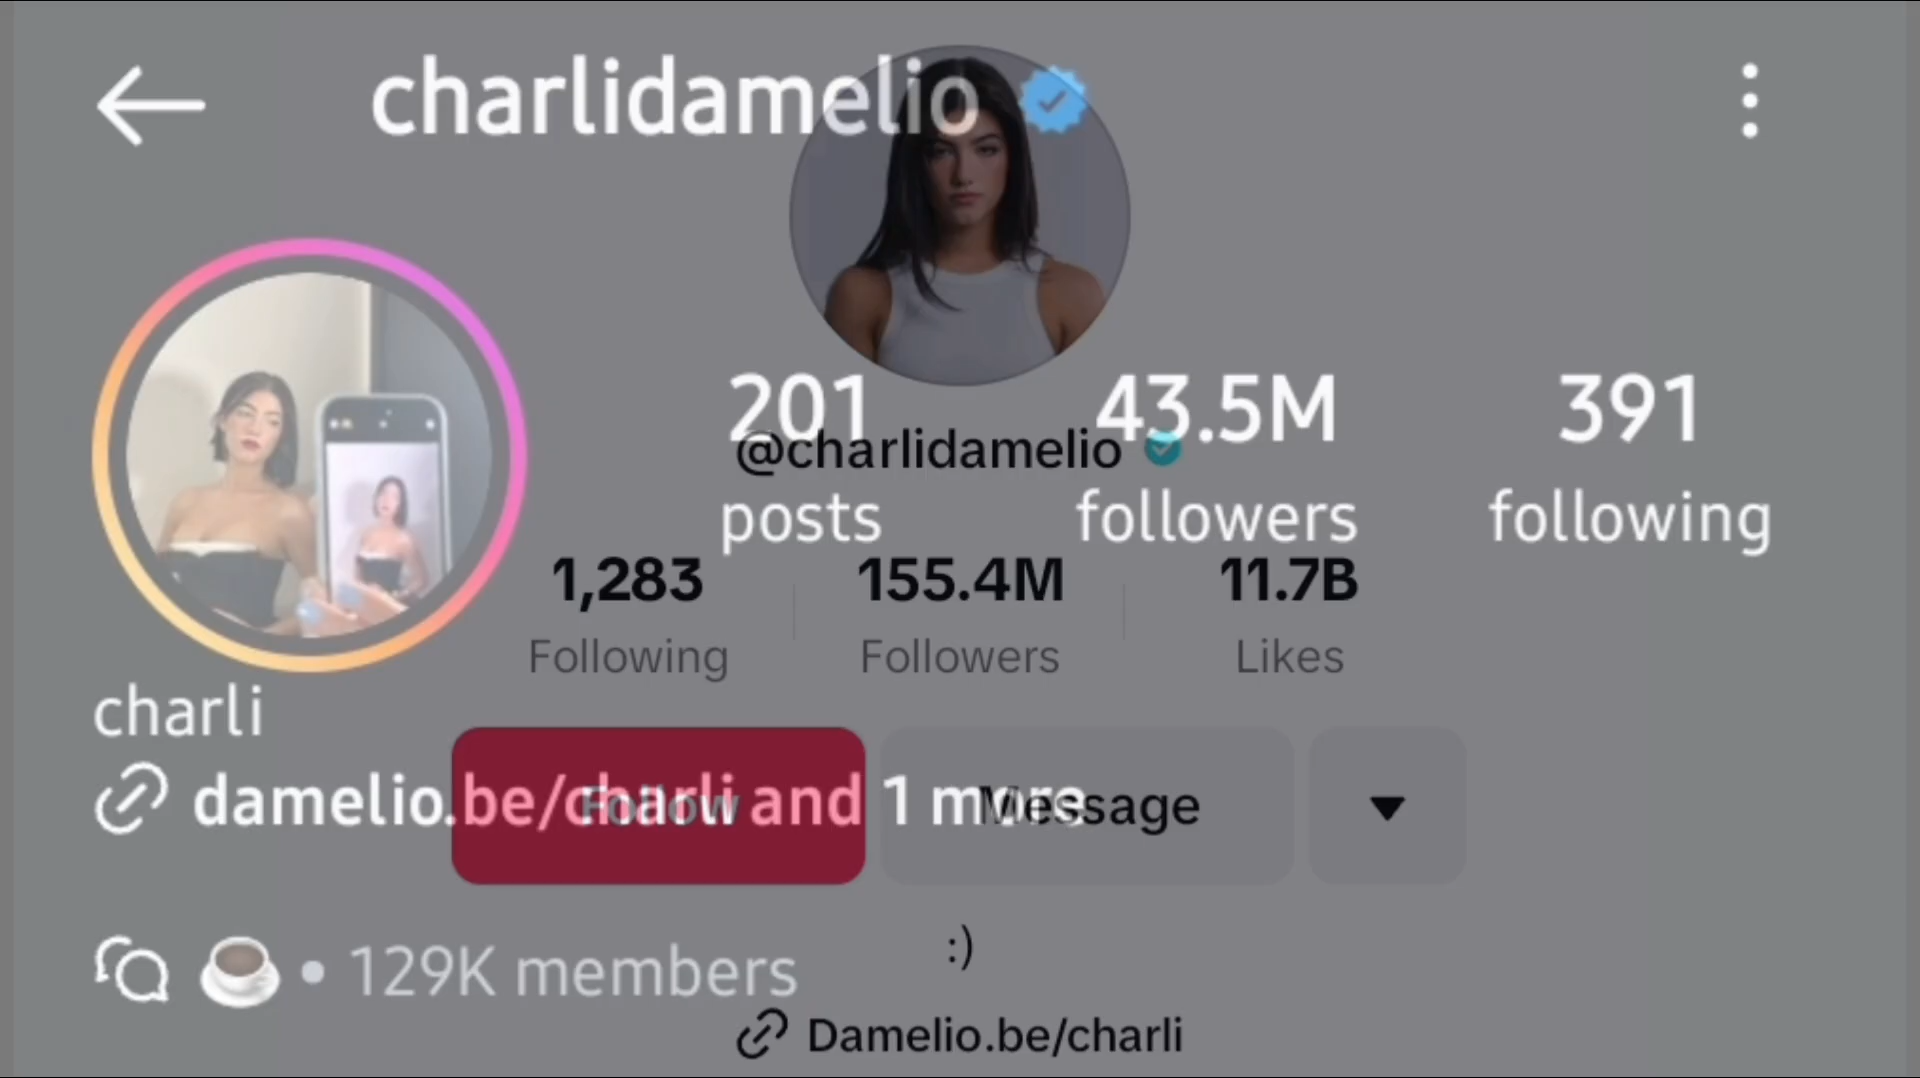 charlidamelio
201 43.5M 391
@charlidamelio
posts followers following
1,283 155.4M 11.7B
Following Followers Likes
charli
damelio.be/charli and 1 more
Follow Message
:)
129K members
Damelio.be/charli